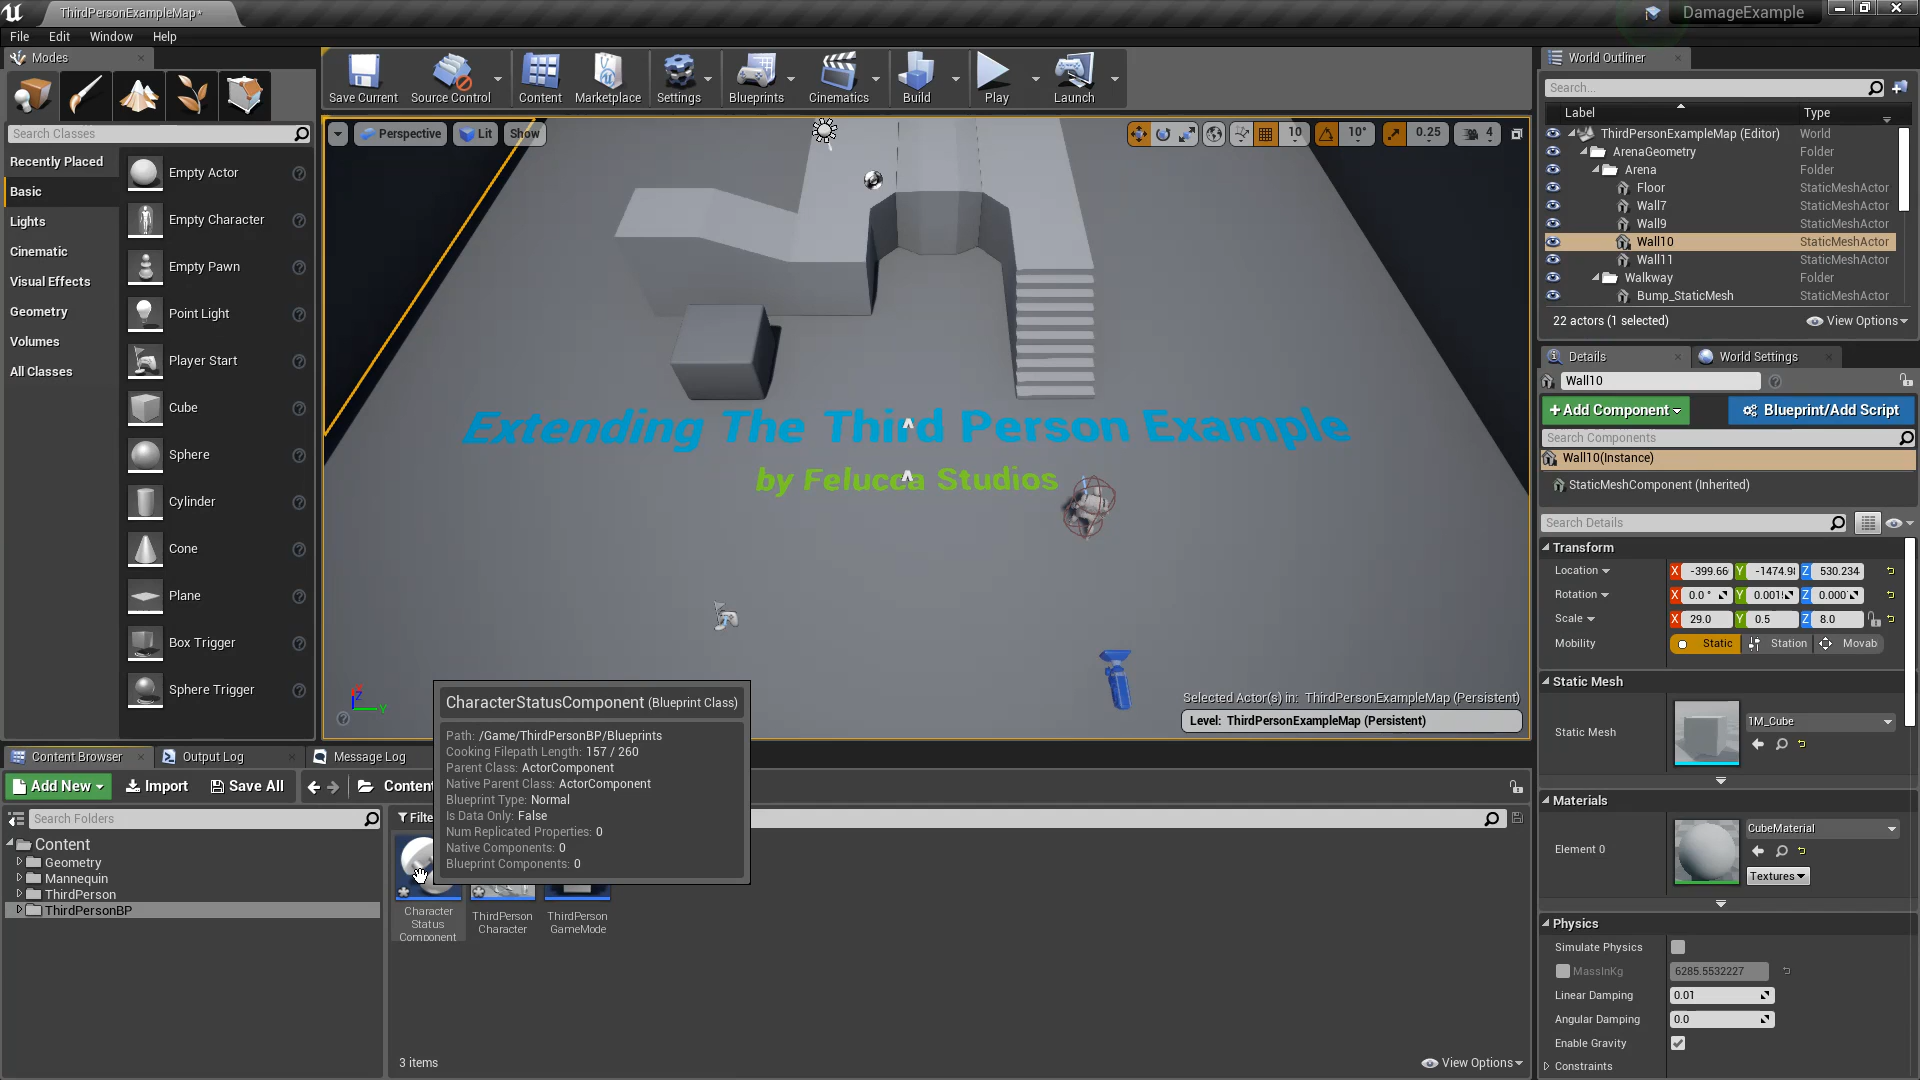 ThirdPersonExampleMap*
DamageExample
File Edit Window Help
Modes
Search Classes
Recently Placed
Basic
Lights
Cinematic
Visual Effects
Geometry
Volumes
All Classes
Empty Actor
Empty Character
Empty Pawn
Point Light
Player Start
Cube
Sphere
Cylinder
Cone
Plane
Box Trigger
Sphere Trigger
Save Current Source Control Content Marketplace Settings Blueprints Cinematics Build Play Launch
Perspective Lit Show
10 10° 0.25 4
Extending The Third Person Example
by Felucca Studios
Selected Actor(s) in: ThirdPersonExampleMap (Persistent)
Level: ThirdPersonExampleMap (Persistent)
Z Y
World Outliner
Search...
Label Type
ThirdPersonExampleMap (Editor) World
ArenaGeometry Folder
Arena Folder
Floor StaticMeshActor
Wall7 StaticMeshActor
Wall9 StaticMeshActor
Wall10 StaticMeshActor
Wall11 StaticMeshActor
Walkway Folder
Bump_StaticMesh StaticMeshActor
22 actors (1 selected) View Options
Details World Settings
Wall10
+Add Component Blueprint/Add Script
Search Components
Wall10(Instance)
StaticMeshComponent (Inherited)
Search Details
Transform
Location X -399.66 Y -1474.9 Z 530.234
Rotation X 0.0 ° Y 0.001 Z 0.000
Scale X 29.0 Y 0.5 Z 8.0
Mobility Static Station Movab
Static Mesh
Static Mesh 1M_Cube
Materials
Element 0 CubeMaterial
Textures
Physics
Simulate Physics
MassInKg 6285.5532227
Linear Damping 0.01
Angular Damping 0.0
Enable Gravity
Constraints
Content Browser Output Log Message Log
Add New Import Save All Conten
Search Folders
Filte
Content
Geometry
Mannequin
ThirdPerson
ThirdPersonBP
CharacterStatusComponent (Blueprint Class)
Path: /Game/ThirdPersonBP/Blueprints
Cooking Filepath Length: 157 / 260
Parent Class: ActorComponent
Native Parent Class: ActorComponent
Blueprint Type: Normal
Is Data Only: False
Num Replicated Properties: 0
Native Components: 0
Blueprint Components: 0
Character
Status
Component
ThirdPerson
Character
ThirdPerson
GameMode
3 items View Options